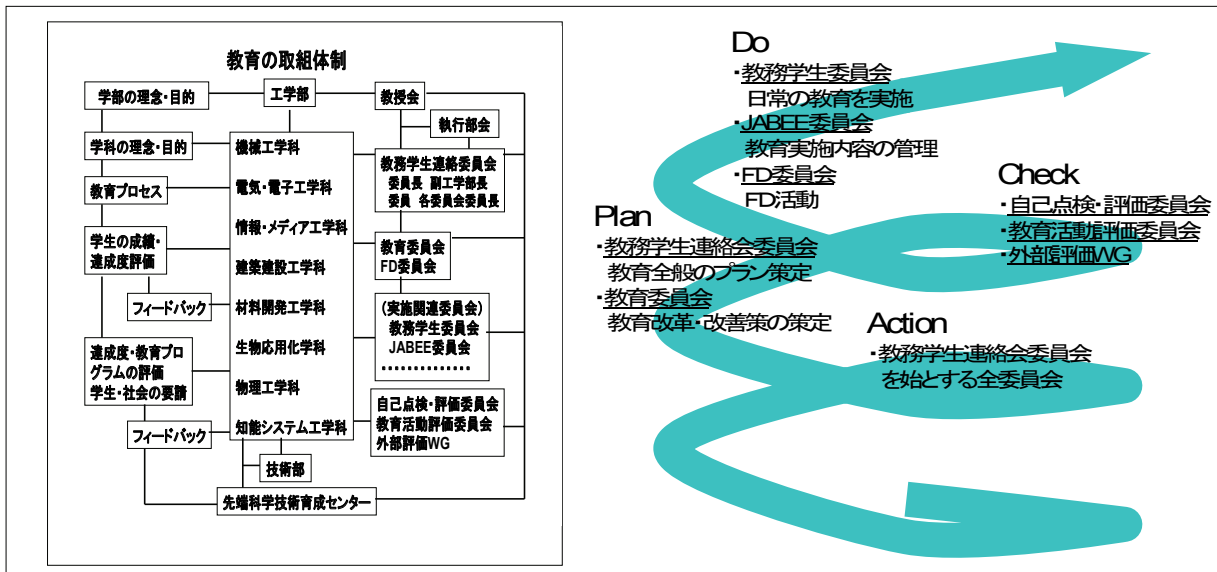 教育の取組体制
学部の理念・目的
工学部
教授会
執行部会
学科の理念・目的
教育プロセス
学生の成績・
達成度評価
フィードバック
達成度・教育プロ
グラムの評価
学生・社会の要請
フィードバック
機械工学科
電気・電子工学科
情報・メディア工学科
建築建設工学科
材料開発工学科
生物応用化学科
物理工学科
知能システム工学科
技術部
先端科学技術育成センター
教務学生連絡委員会
委員長 副工学部長
委員 各委員会委員長
教育委員会
FD委員会
(実施関連委員会)
教務学生委員会
JABEE委員会
……………
自己点検・評価委員会
教育活動評価委員会
外部評価WG
Do
・教務学生委員会
日常の教育を実施
・JABEE委員会
教育実施内容の管理
・FD委員会
FD活動
Plan
・教務学生連絡会委員会
教育全般のプラン策定
・教育委員会
教育改革・改善策の策定
Check
・自己点検・評価委員会
・教育活動評価委員会
・外部評価WG
Action
・教務学生連絡会委員会
を始とする全委員会